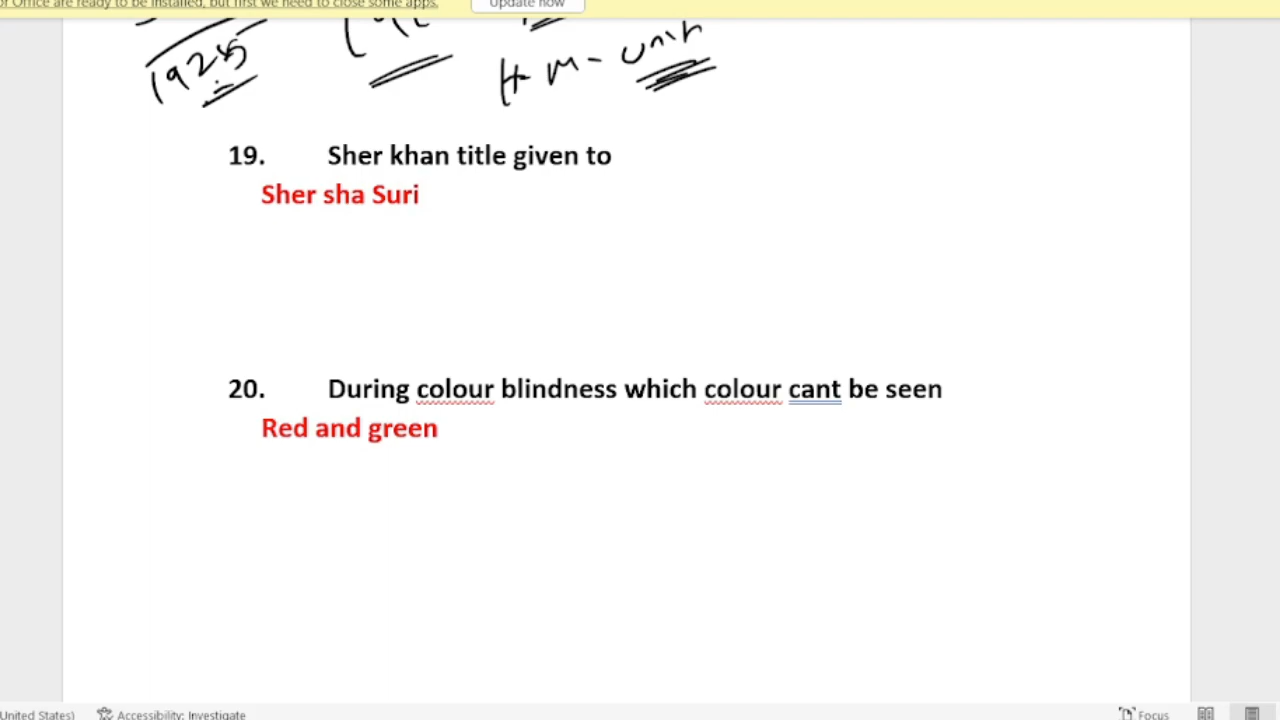 or Office are ready to be installed, but first we need to close some apps.
Update now
1925
H M - unity
19. Sher khan title given to
Sher sha Suri
20. During colour blindness which colour cant be seen
Red and green
United States)
Accessibility: Investigate
Focus